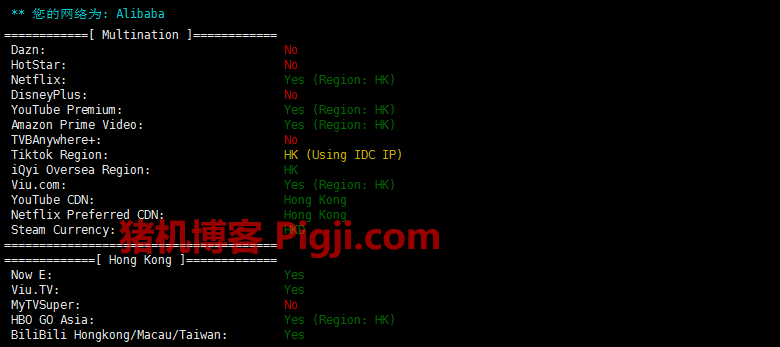 ** 您的网络为: Alibaba
============[ Multination ]============
Dazn: No
HotStar: No
Netflix: Yes (Region: HK)
DisneyPlus: No
YouTube Premium: Yes (Region: HK)
Amazon Prime Video: Yes (Region: HK)
TVBAnywhere+: No
Tiktok Region: HK (Using IDC IP)
iQyi Oversea Region: HK
Viu.com: Yes (Region: HK)
YouTube CDN: Hong Kong
Netflix Preferred CDN: Hong Kong
Steam Currency: HKD
猪机博客 Pigji.com
=======================================
=============[ Hong Kong ]=============
Now E: Yes
Viu.TV: Yes
MyTVSuper: No
HBO GO Asia: Yes (Region: HK)
BiliBili Hongkong/Macau/Taiwan: Yes